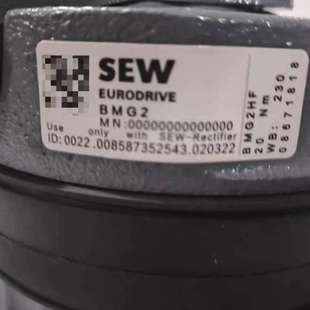 SEW
EURODRIVE
BMG2
MN:00000000000000
Use only with SEW-Rectifier
ID:0022.008587352543.020322
BMG2HF
20 Nm
WB: 230
08671818